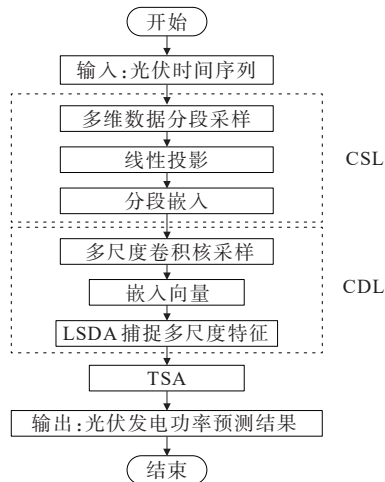 开始
输入:光伏时间序列
多维数据分段采样
线性投影
CSL
分段嵌入
多尺度卷积核采样
嵌入向量
CDL
LSDA捕捉多尺度特征
TSA
输出:光伏发电功率预测结果
结束